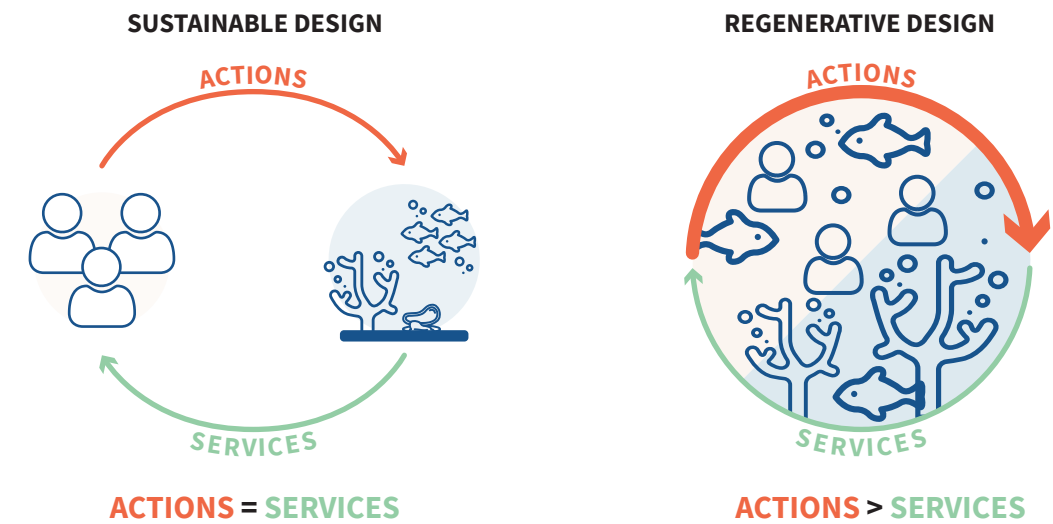 SUSTAINABLE DESIGN
ACTIONS
SERVICES
ACTIONS = SERVICES
REGENERATIVE DESIGN
ACTIONS
SERVICES
ACTIONS > SERVICES